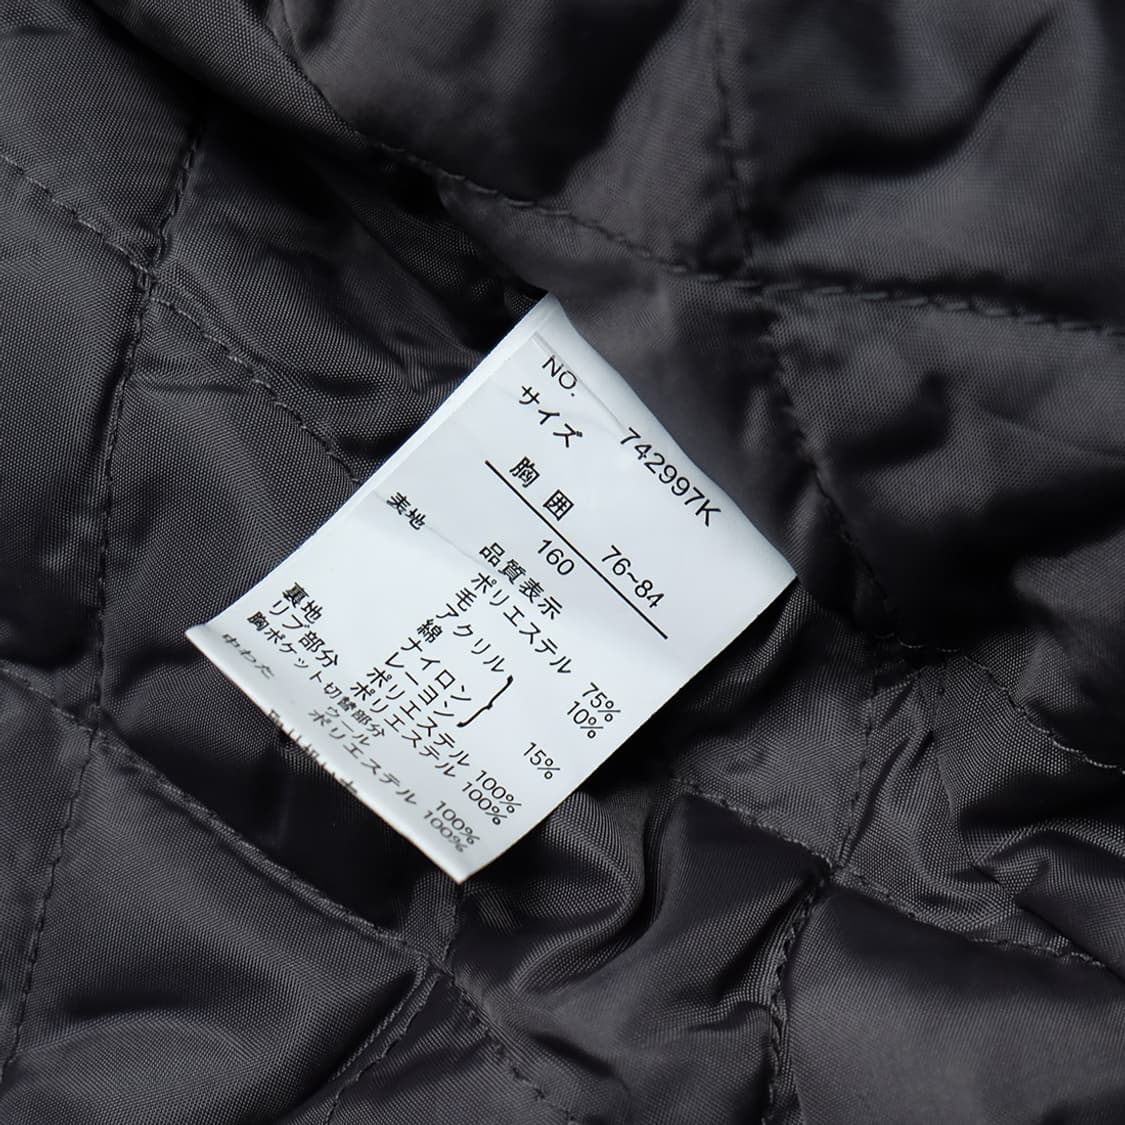 NO. 742997K
サイズ
胸囲 76~84
160
品質表示
表地 ポリエステル 75%
毛 10%
アクリル
綿
ナイロン
レーヨン } 15%
裏地 ポリエステル 100%
リブ部分 ポリエステル 100%
胸ポケット切替部分
ウール 100%
中わた ポリエステル 100%